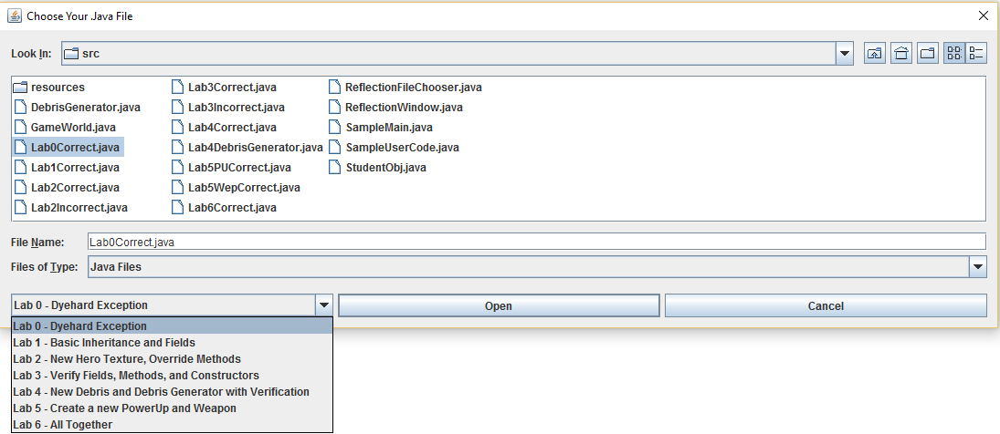 Choose Your Java File
Look In: src
resources
DebrisGenerator.java
GameWorld.java
Lab0Correct.java
Lab1Correct.java
Lab2Correct.java
Lab2Incorrect.java
Lab3Correct.java
Lab3Incorrect.java
Lab4Correct.java
Lab4DebrisGenerator.java
Lab5PUCorrect.java
Lab5WepCorrect.java
Lab6Correct.java
ReflectionFileChooser.java
ReflectionWindow.java
SampleMain.java
SampleUserCode.java
StudentObj.java
File Name: Lab0Correct.java
Files of Type: Java Files
Lab 0 - Dyehard Exception Open Cancel
Lab 0 - Dyehard Exception
Lab 1 - Basic Inheritance and Fields
Lab 2 - New Hero Texture, Override Methods
Lab 3 - Verify Fields, Methods, and Constructors
Lab 4 - New Debris and Debris Generator with Verification
Lab 5 - Create a new PowerUp and Weapon
Lab 6 - All Together